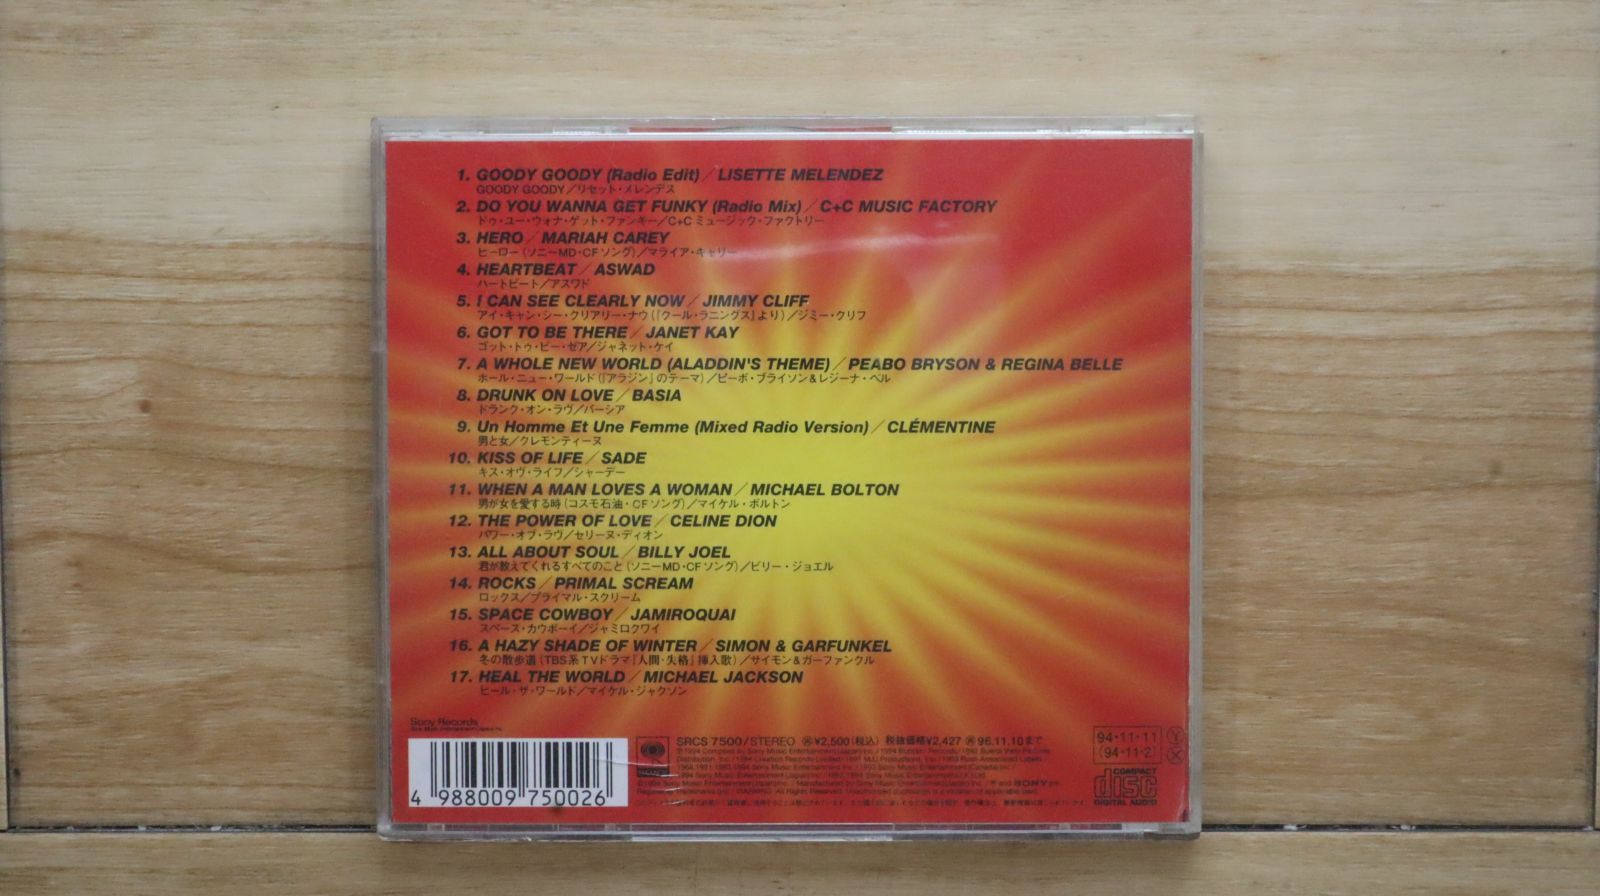 1. GOODY GOODY (Radio Edit)／LISETTE MELENDEZ
GOODY GOODY／リセット・メレンデス
2. DO YOU WANNA GET FUNKY (Radio Mix)／C+C MUSIC FACTORY
ドゥ・ユー・ウォナ・ゲット・ファンキー／C+Cミュージック・ファクトリー
3. HERO／MARIAH CAREY
ヒーロー(ソニーMD・CFソング)／マライア・キャリー
4. HEARTBEAT／ASWAD
ハートビート／アスワド
5. I CAN SEE CLEARLY NOW／JIMMY CLIFF
アイ・キャン・シー・クリアリー・ナウ(「クール・ラニングス」より)／ジミー・クリフ
6. GOT TO BE THERE／JANET KAY
ゴット・トゥ・ビー・ゼア／ジャネット・ケイ
7. A WHOLE NEW WORLD (ALADDIN'S THEME)／PEABO BRYSON & REGINA BELLE
ホール・ニュー・ワールド(「アラジン」のテーマ)／ピーボ・ブライソン&レジーナ・ベル
8. DRUNK ON LOVE／BASIA
ドランク・オン・ラヴ／バーシア
9. Un Homme Et Une Femme (Mixed Radio Version)／CLÉMENTINE
男と女／クレモンティーヌ
10. KISS OF LIFE／SADE
キス・オヴ・ライフ／シャーデー
11. WHEN A MAN LOVES A WOMAN／MICHAEL BOLTON
男が女を愛する時(コスモ石油・CFソング)／マイケル・ボルトン
12. THE POWER OF LOVE／CELINE DION
パワー・オブ・ラヴ／セリーヌ・ディオン
13. ALL ABOUT SOUL／BILLY JOEL
君が教えてくれるすべてのこと(ソニーMD・CFソング)／ビリー・ジョエル
14. ROCKS／PRIMAL SCREAM
ロックス／プライマル・スクリーム
15. SPACE COWBOY／JAMIROQUAI
スペース・カウボーイ／ジャミロクワイ
16. A HAZY SHADE OF WINTER／SIMON & GARFUNKEL
冬の散歩道(TBS系TVドラマ「人間・失格」挿入歌)／サイモン&ガーファンクル
17. HEAL THE WORLD／MICHAEL JACKSON
ヒール・ザ・ワールド／マイケル・ジャクソン
Sony Records
SRCS 7500/STEREO ¥2,500(税込) 税抜価格¥2,427 96.11.10まで
94・11・11 Y
(94・11・2) X
COMPACT
disc
DIGITAL AUDIO
4 988009 750026